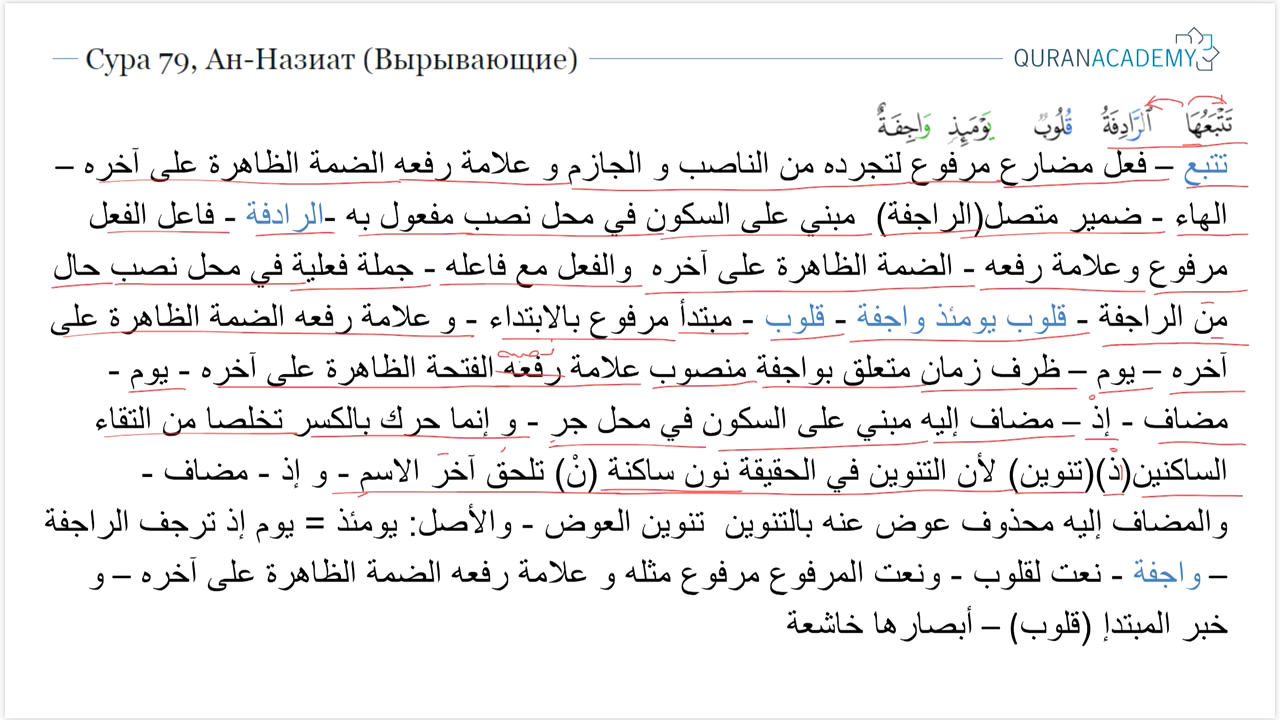 Сура 79, Ан-Назиат (Вырывающие)
QURANACADEMY
تَتْبَعُهَا ٱلرَّادِفَةُ قُلُوبٌ يَوْمَئِذٍ وَاجِفَةٌ
تتبع – فعل مضارع مرفوع لتجرده من الناصب و الجازم و علامة رفعه الضمة الظاهرة على آخره –
الهاء - ضمير متصل(الراجفة) مبني على السكون في محل نصب مفعول به -الرادفة - فاعل الفعل
مرفوع وعلامة رفعه - الضمة الظاهرة على آخره والفعل مع فاعله - جملة فعلية في محل نصب حال
من الراجفة - قلوب يومئذ واجفة - قلوب - مبتدأ مرفوع بالابتداء - و علامة رفعه الضمة الظاهرة على
نصبه
آخره – يوم – ظرف زمان متعلق بواجفة منصوب علامة رفعه الفتحة الظاهرة على آخره - يوم -
مضاف - إذْ – مضاف إليه مبني على السكون في محل جر - و إنما حرك بالكسر تخلصا من التقاء
الساكنين(ذْ)(تنوين) لأن التنوين في الحقيقة نون ساكنة (نْ) تلحق آخر الاسم - و إذ - مضاف -
والمضاف إليه محذوف عوض عنه بالتنوين تنوين العوض - والأصل: يومئذ = يوم إذ ترجف الراجفة
– واجفة - نعت لقلوب - ونعت المرفوع مرفوع مثله و علامة رفعه الضمة الظاهرة على آخره – و
خبر المبتدإ (قلوب) – أبصارها خاشعة